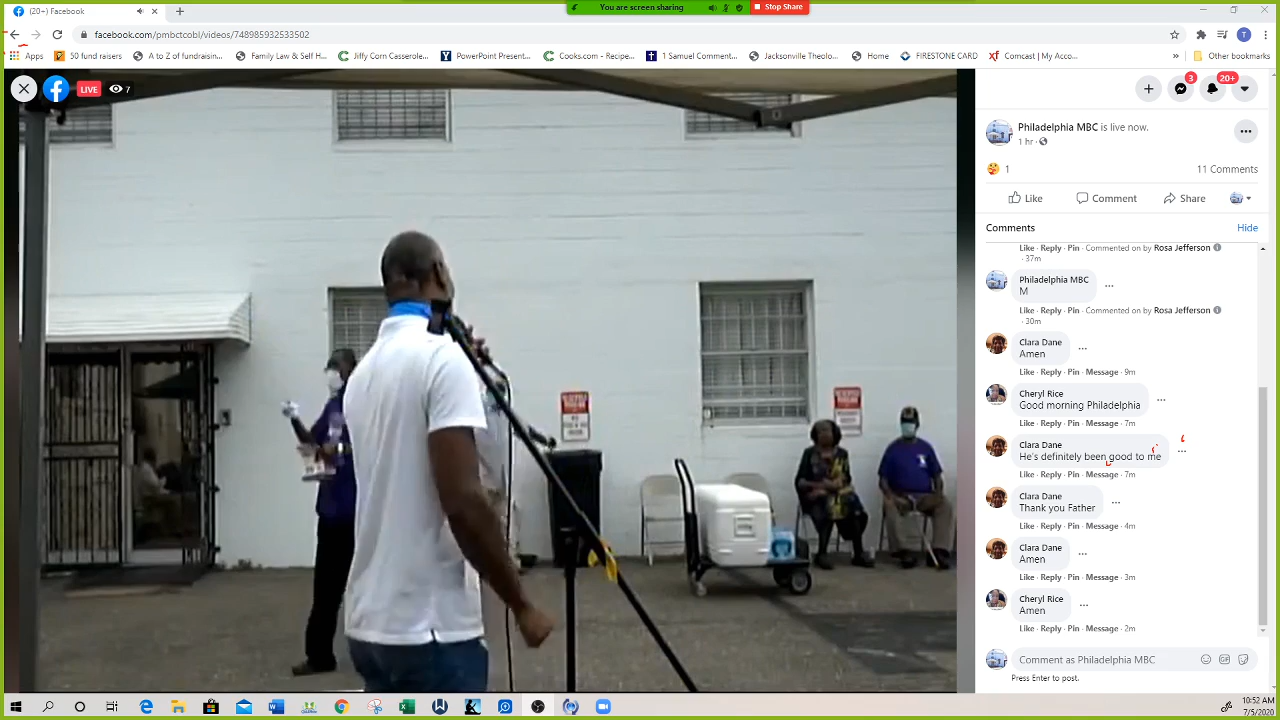 You are screen sharing
Stop Share
(20+) Facebook
facebook.com/pmbctcobl/videos/748985932533502
Apps
50 fund raisers
A to Z of fundraisin...
Family Law & Self H...
Jiffy Corn Casserole...
PowerPoint Present...
Cooks.com - Recipe...
1 Samuel Comment...
Jacksonville Theolo...
Home
FIRESTONE CARD
Comcast | My Acco...
Other bookmarks
LIVE
7
3
20+
Philadelphia MBC is live now.
1 hr
1
11 Comments
Like
Comment
Share
Comments
Hide
Like · Reply · Pin · Commented on by Rosa Jefferson
· 37m
Philadelphia MBC
M
Like · Reply · Pin · Commented on by Rosa Jefferson
· 30m
Clara Dane
Amen
Like · Reply · Pin · Message · 9m
Cheryl Rice
Good morning Philadelphia
Like · Reply · Pin · Message · 7m
Clara Dane
He's definitely been good to me
Like · Reply · Pin · Message · 7m
Clara Dane
Thank you Father
Like · Reply · Pin · Message · 4m
Clara Dane
Amen
Like · Reply · Pin · Message · 3m
Cheryl Rice
Amen
Like · Reply · Pin · Message · 2m
Comment as Philadelphia MBC
GIF
Press Enter to post.
10:52 AM
7/5/2020